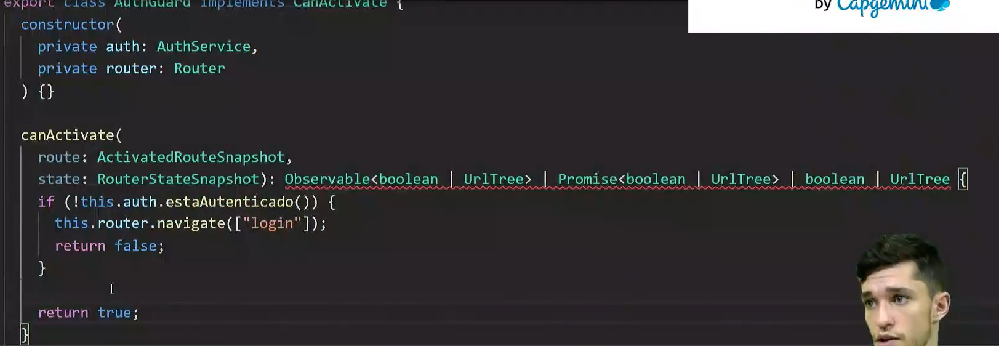 export class AuthGuard implements CanActivate {
by Capgemini
constructor(
private auth: AuthService,
private router: Router
) {}
canActivate(
route: ActivatedRouteSnapshot,
state: RouterStateSnapshot): Observable<boolean | UrlTree> | Promise<boolean | UrlTree> | boolean | UrlTree {
if (!this.auth.estaAutenticado()) {
this.router.navigate(["login"]);
return false;
}
return true;
}